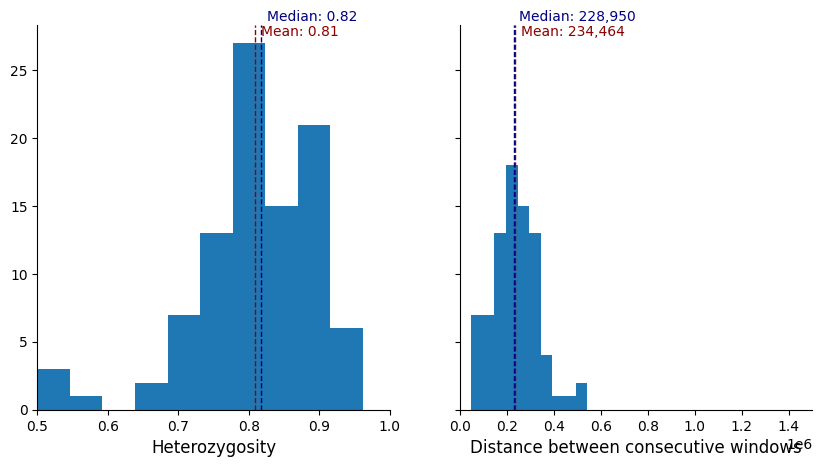 Median: 0.82
Mean: 0.81
Median: 228,950
Mean: 234,464
25
20
15
10
5
0
0.5 0.6 0.7 0.8 0.9 1.0
Heterozygosity
0.0 0.2 0.4 0.6 0.8 1.0 1.2 1.4
1e6
Distance between consecutive windows